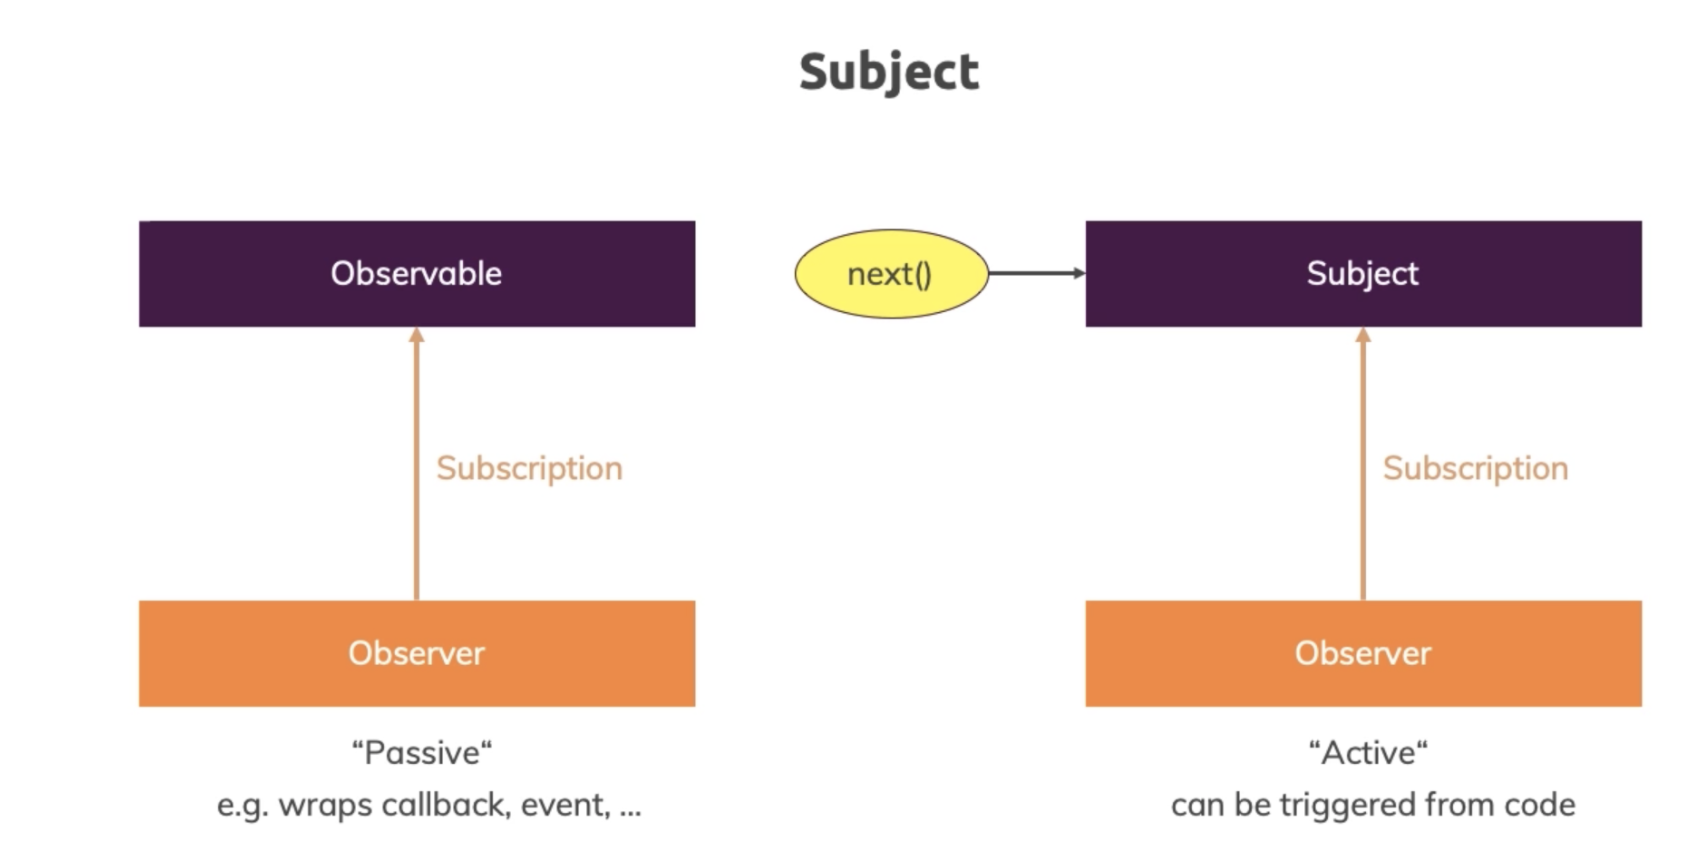 Subject
Observable
next()
Subject
Subscription
Subscription
Observer
Observer
“Passive“
e.g. wraps callback, event, ...
“Active“
can be triggered from code